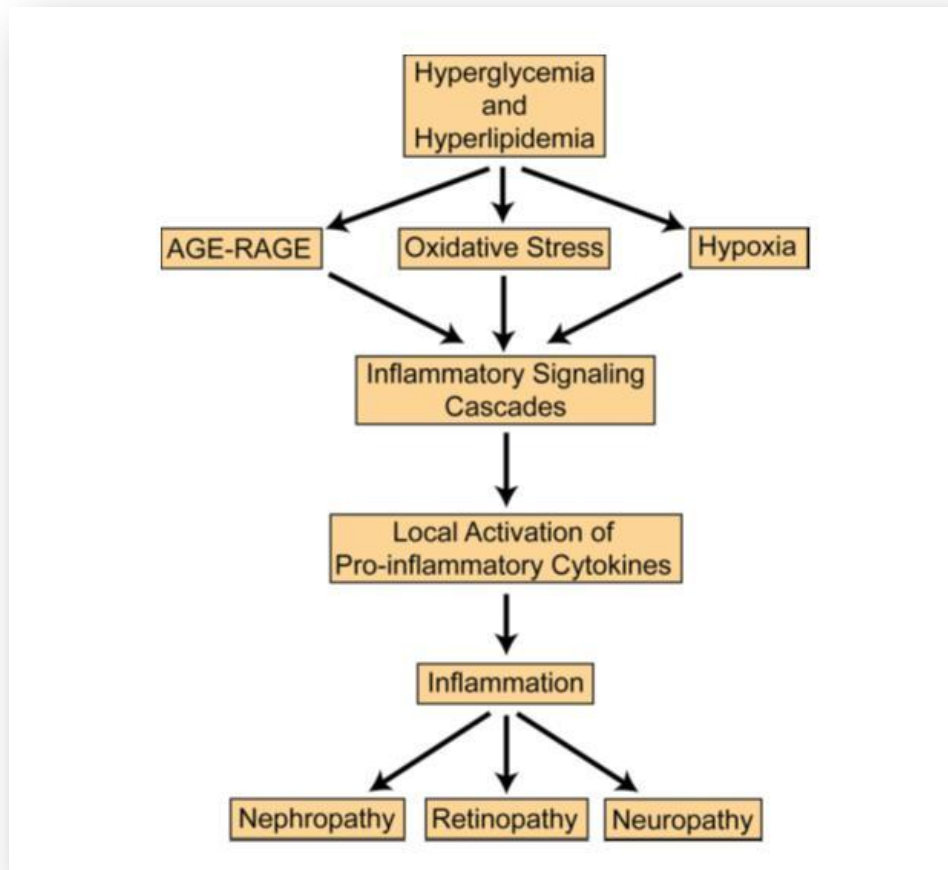 Hyperglycemia
and
Hyperlipidemia
AGE-RAGE
Oxidative Stress
Hypoxia
Inflammatory Signaling
Cascades
Local Activation of
Pro-inflammatory Cytokines
Inflammation
Nephropathy
Retinopathy
Neuropathy